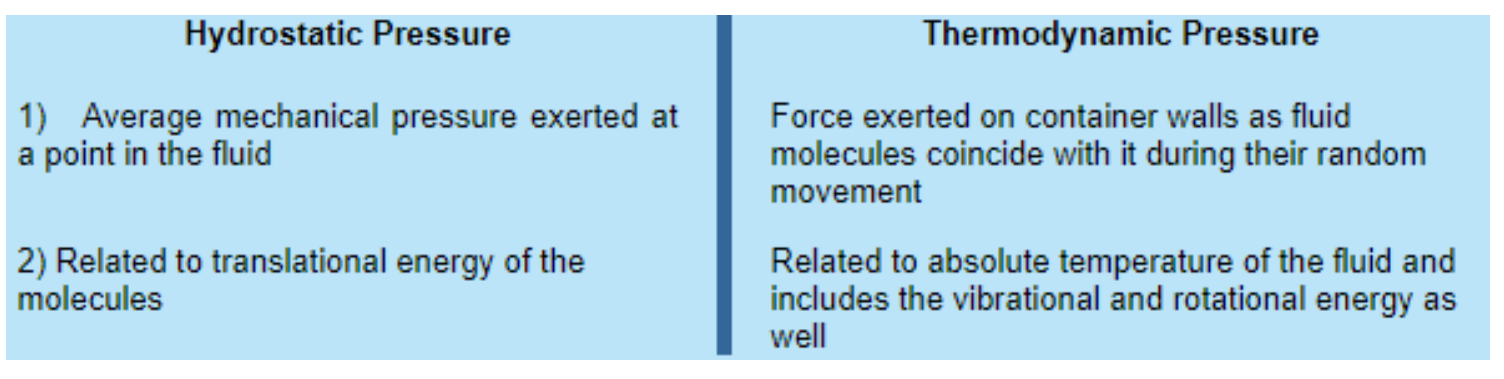 Hydrostatic Pressure
Thermodynamic Pressure
1) Average mechanical pressure exerted at
a point in the fluid
Force exerted on container walls as fluid
molecules coincide with it during their random
movement
2) Related to translational energy of the
molecules
Related to absolute temperature of the fluid and
includes the vibrational and rotational energy as
well